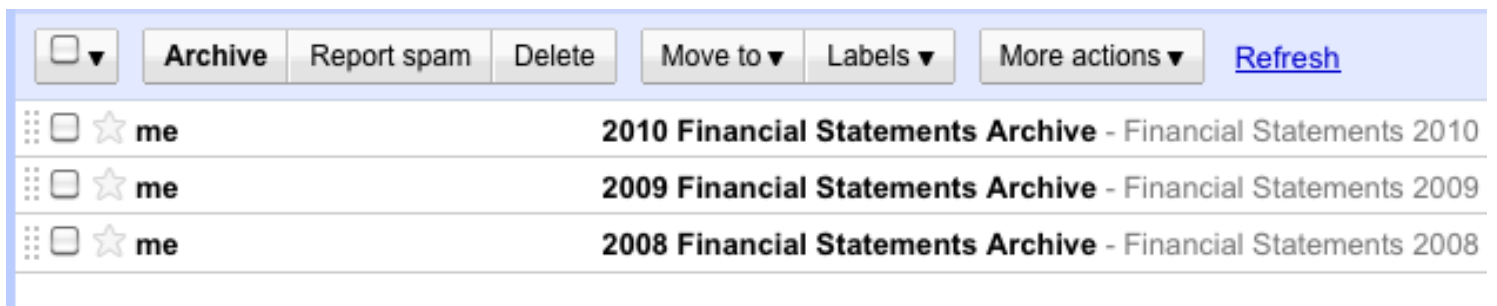 Archive Report spam Delete Move to Labels More actions Refresh
me 2010 Financial Statements Archive - Financial Statements 2010
me 2009 Financial Statements Archive - Financial Statements 2009
me 2008 Financial Statements Archive - Financial Statements 2008